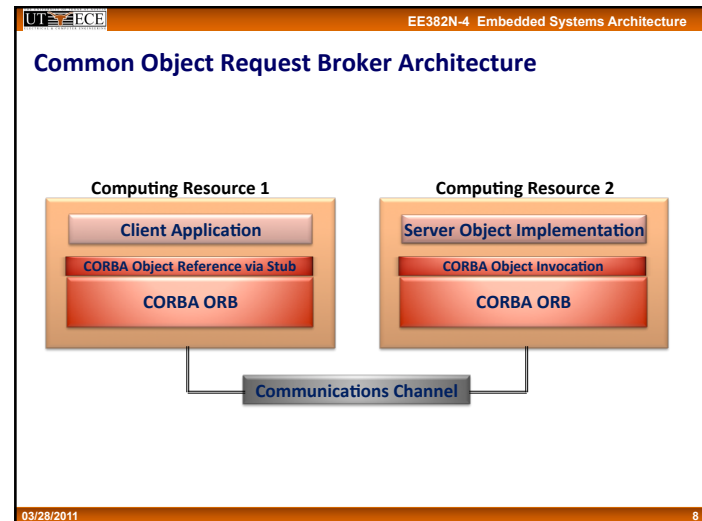 UT ECE
EE382N-4 Embedded Systems Architecture
Common Object Request Broker Architecture
Computing Resource 1
Computing Resource 2
Client Application
Server Object Implementation
CORBA Object Reference via Stub
CORBA Object Invocation
CORBA ORB
CORBA ORB
Communications Channel
03/28/2011
8